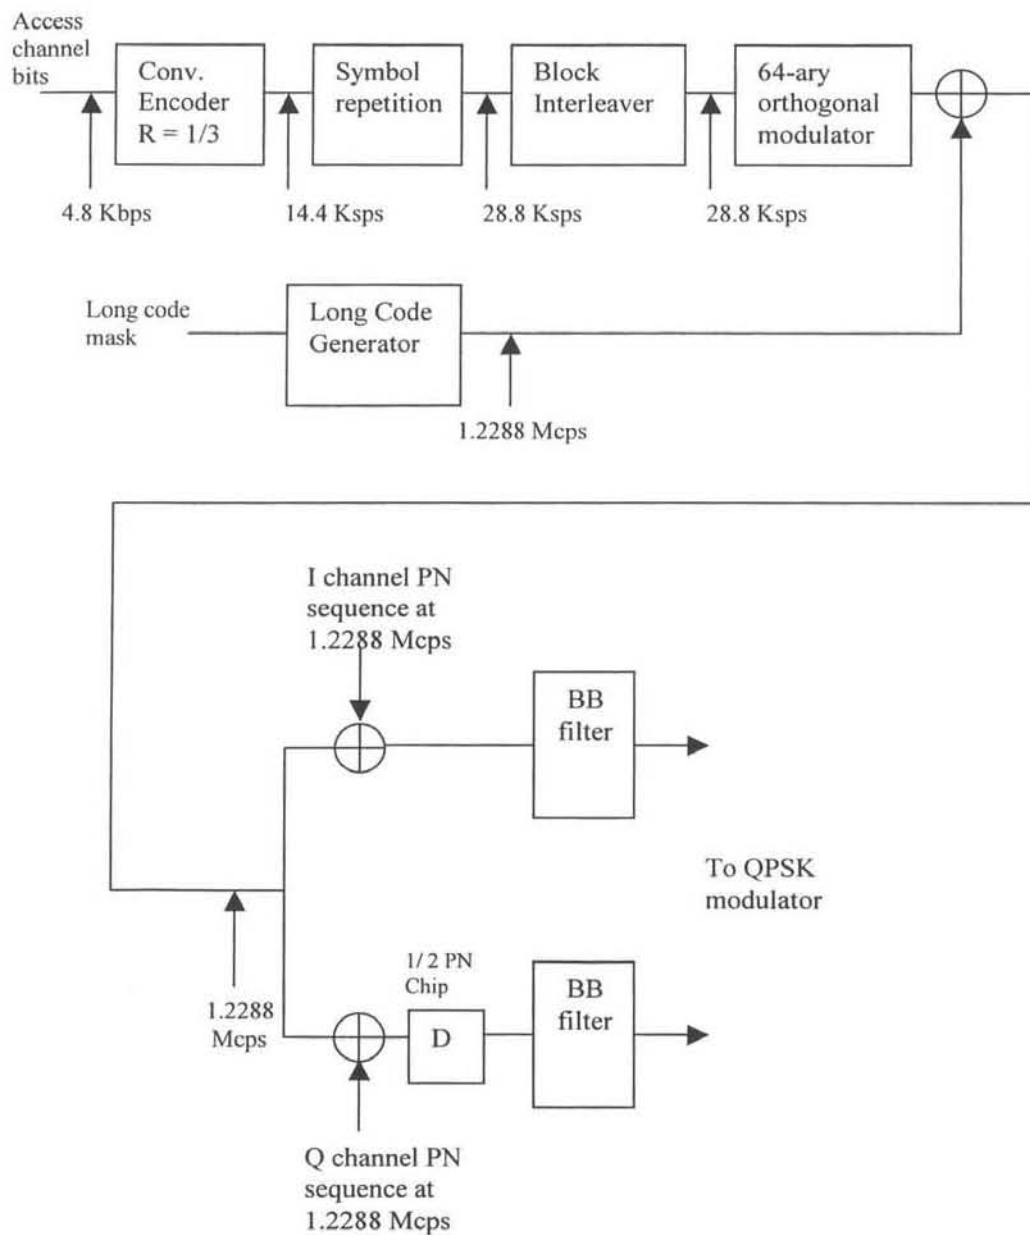 Access
channel
bits
Conv.
Encoder
R = 1/3
Symbol
repetition
Block
Interleaver
64-ary
orthogonal
modulator
4.8 Kbps
14.4 Ksps
28.8 Ksps
28.8 Ksps
Long code
mask
Long Code
Generator
1.2288 Mcps
I channel PN
sequence at
1.2288 Mcps
BB
filter
To QPSK
modulator
1.2288
Mcps
1/ 2 PN
Chip
D
BB
filter
Q channel PN
sequence at
1.2288 Mcps